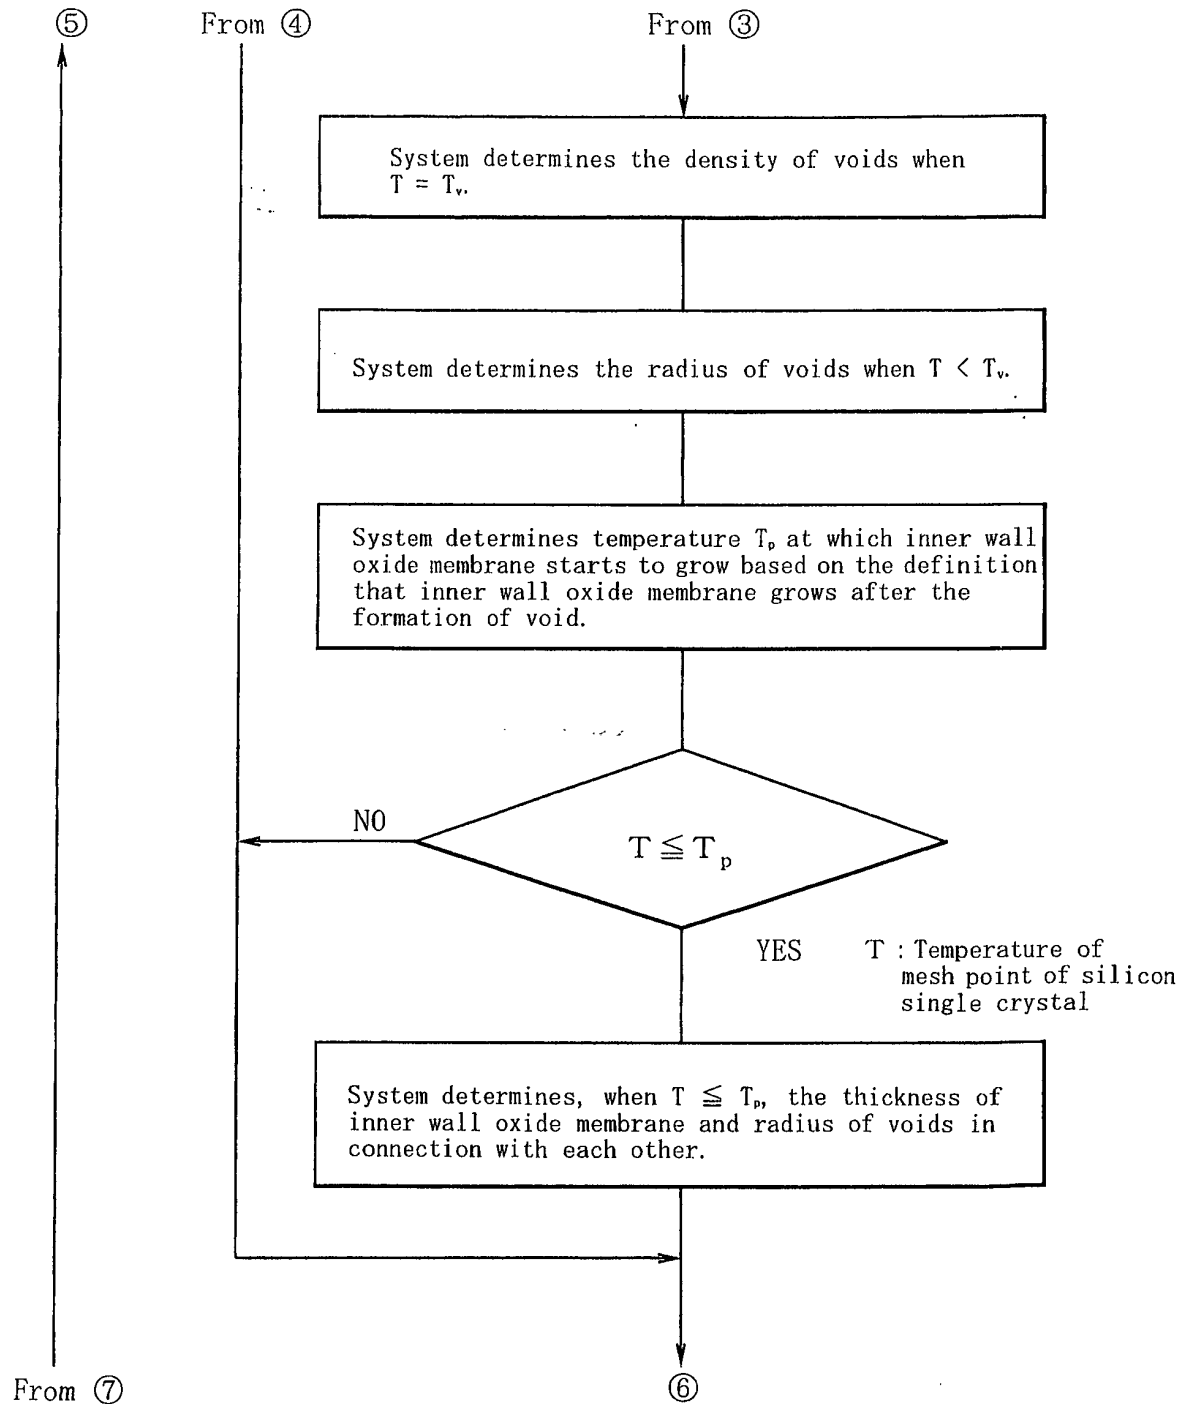 ⑤ From ④ From ③
System determines the density of voids when
T = Tv.
System determines the radius of voids when T < Tv.
System determines temperature Tp at which inner wall
oxide membrane starts to grow based on the definition
that inner wall oxide membrane grows after the
formation of void.
NO
T ≦ Tp
YES T : Temperature of
mesh point of silicon
single crystal
System determines, when T ≦ Tp, the thickness of
inner wall oxide membrane and radius of voids in
connection with each other.
From ⑦ ⑥